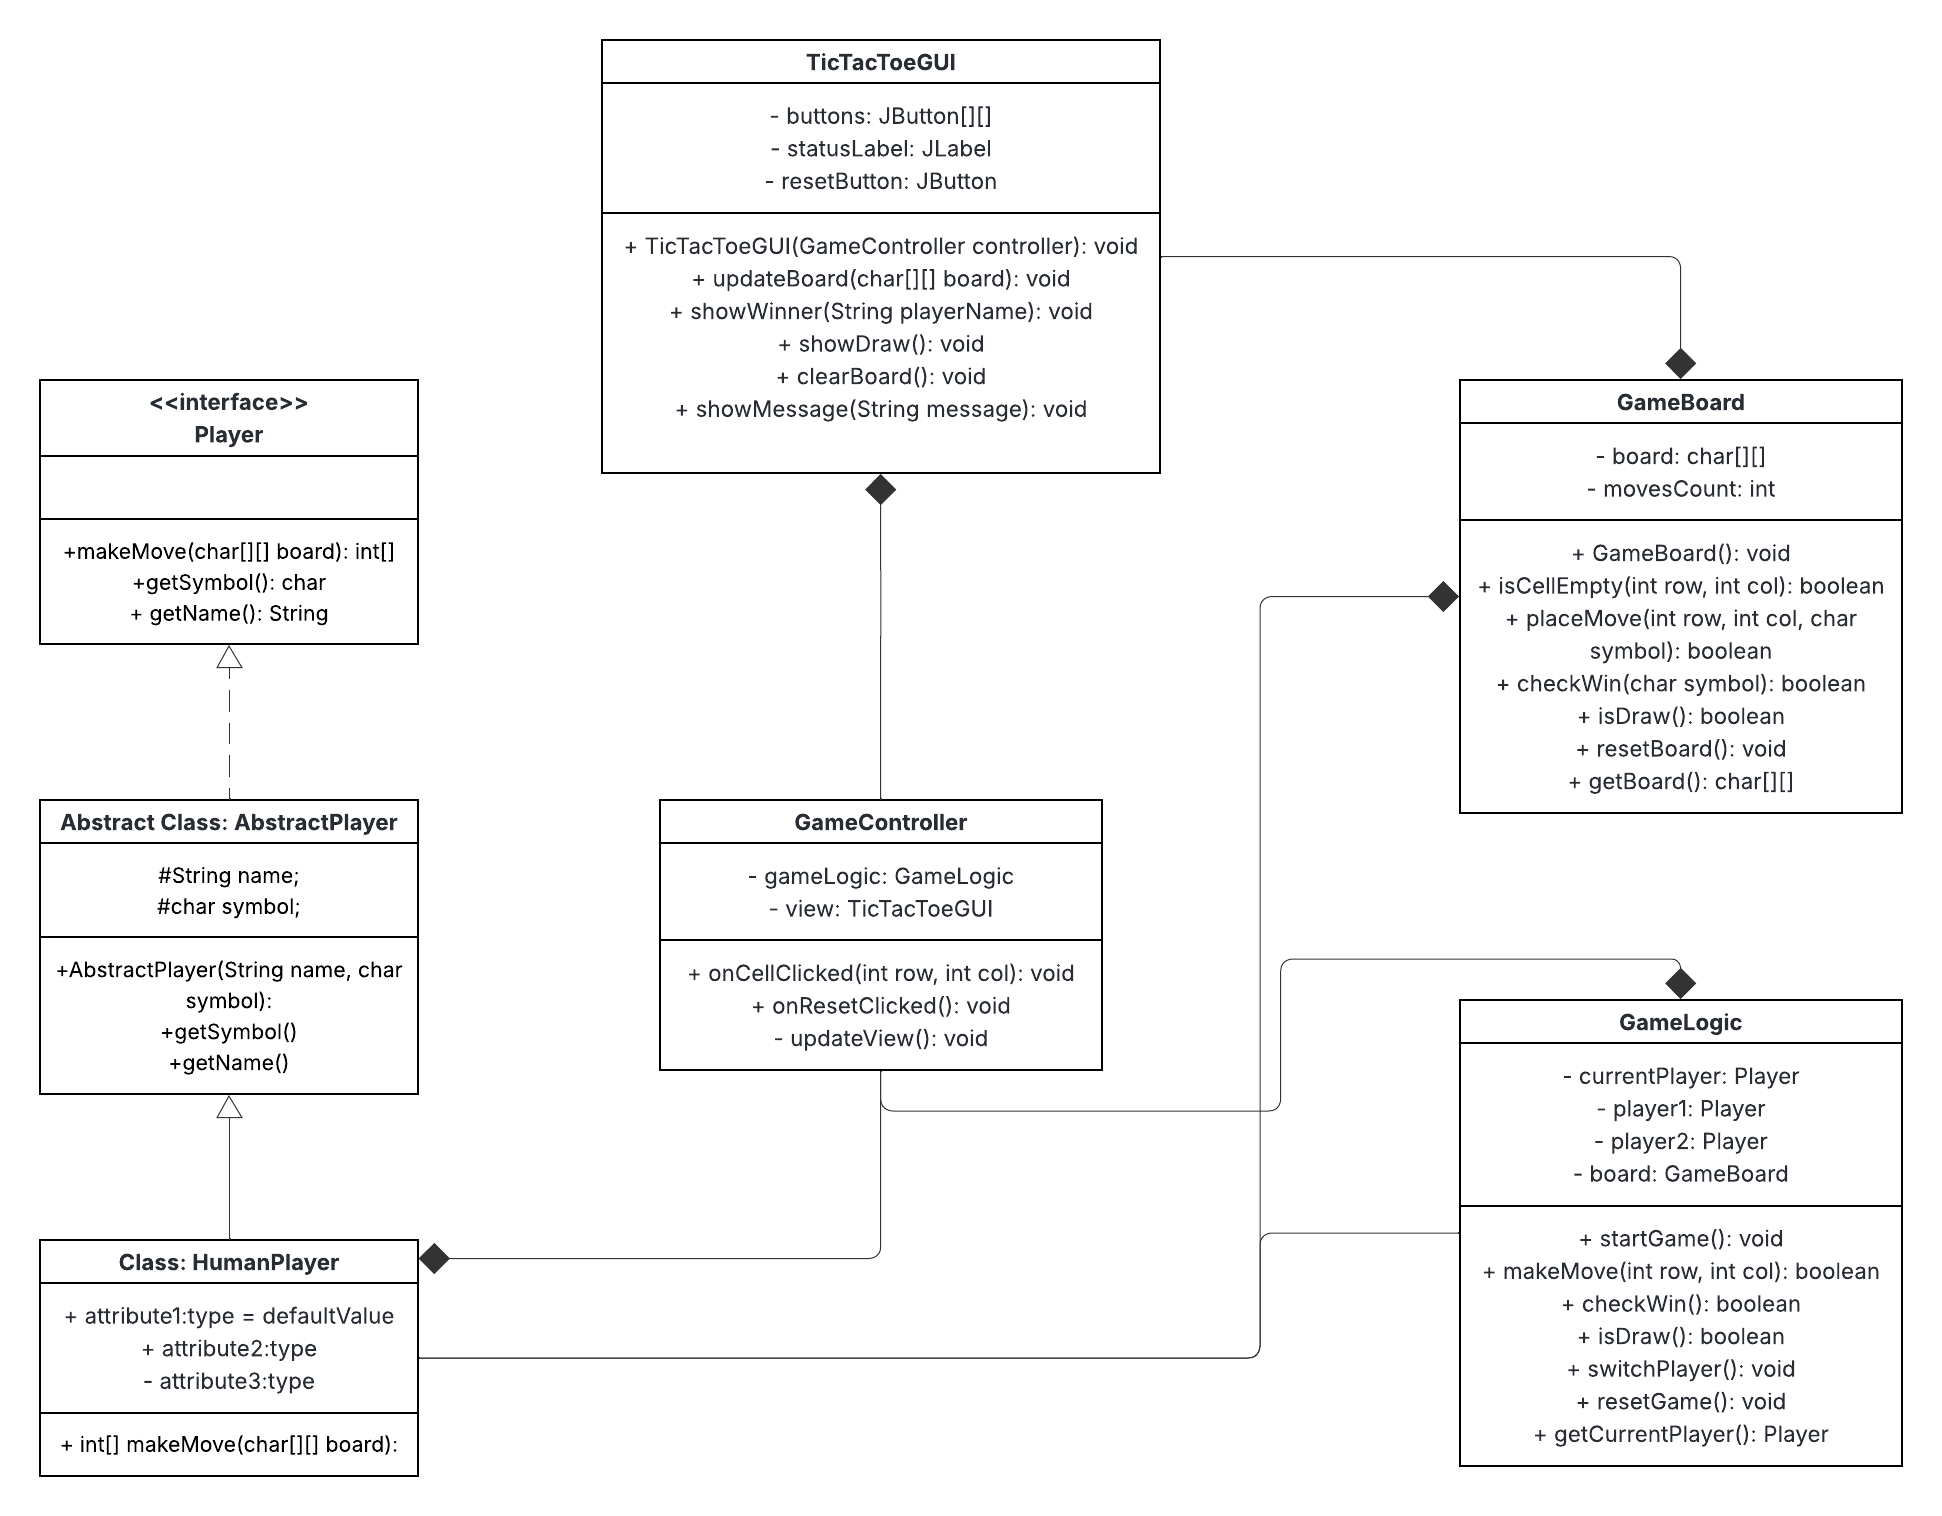 TicTacToeGUI
- buttons: JButton[][]
- statusLabel: JLabel
- resetButton: JButton
+ TicTacToeGUI(GameController controller): void
+ updateBoard(char[][] board): void
+ showWinner(String playerName): void
+ showDraw(): void
+ clearBoard(): void
+ showMessage(String message): void
<<interface>>
Player
+makeMove(char[][] board): int[]
+getSymbol(): char
+ getName(): String
GameBoard
- board: char[][]
- movesCount: int
+ GameBoard(): void
+ isCellEmpty(int row, int col): boolean
+ placeMove(int row, int col, char
symbol): boolean
+ checkWin(char symbol): boolean
+ isDraw(): boolean
+ resetBoard(): void
+ getBoard(): char[][]
Abstract Class: AbstractPlayer
#String name;
#char symbol;
+AbstractPlayer(String name, char
symbol):
+getSymbol()
+getName()
GameController
- gameLogic: GameLogic
- view: TicTacToeGUI
+ onCellClicked(int row, int col): void
+ onResetClicked(): void
- updateView(): void
GameLogic
- currentPlayer: Player
- player1: Player
- player2: Player
- board: GameBoard
+ startGame(): void
+ makeMove(int row, int col): boolean
+ checkWin(): boolean
+ isDraw(): boolean
+ switchPlayer(): void
+ resetGame(): void
+ getCurrentPlayer(): Player
Class: HumanPlayer
+ attribute1:type = defaultValue
+ attribute2:type
- attribute3:type
+ int[] makeMove(char[][] board):